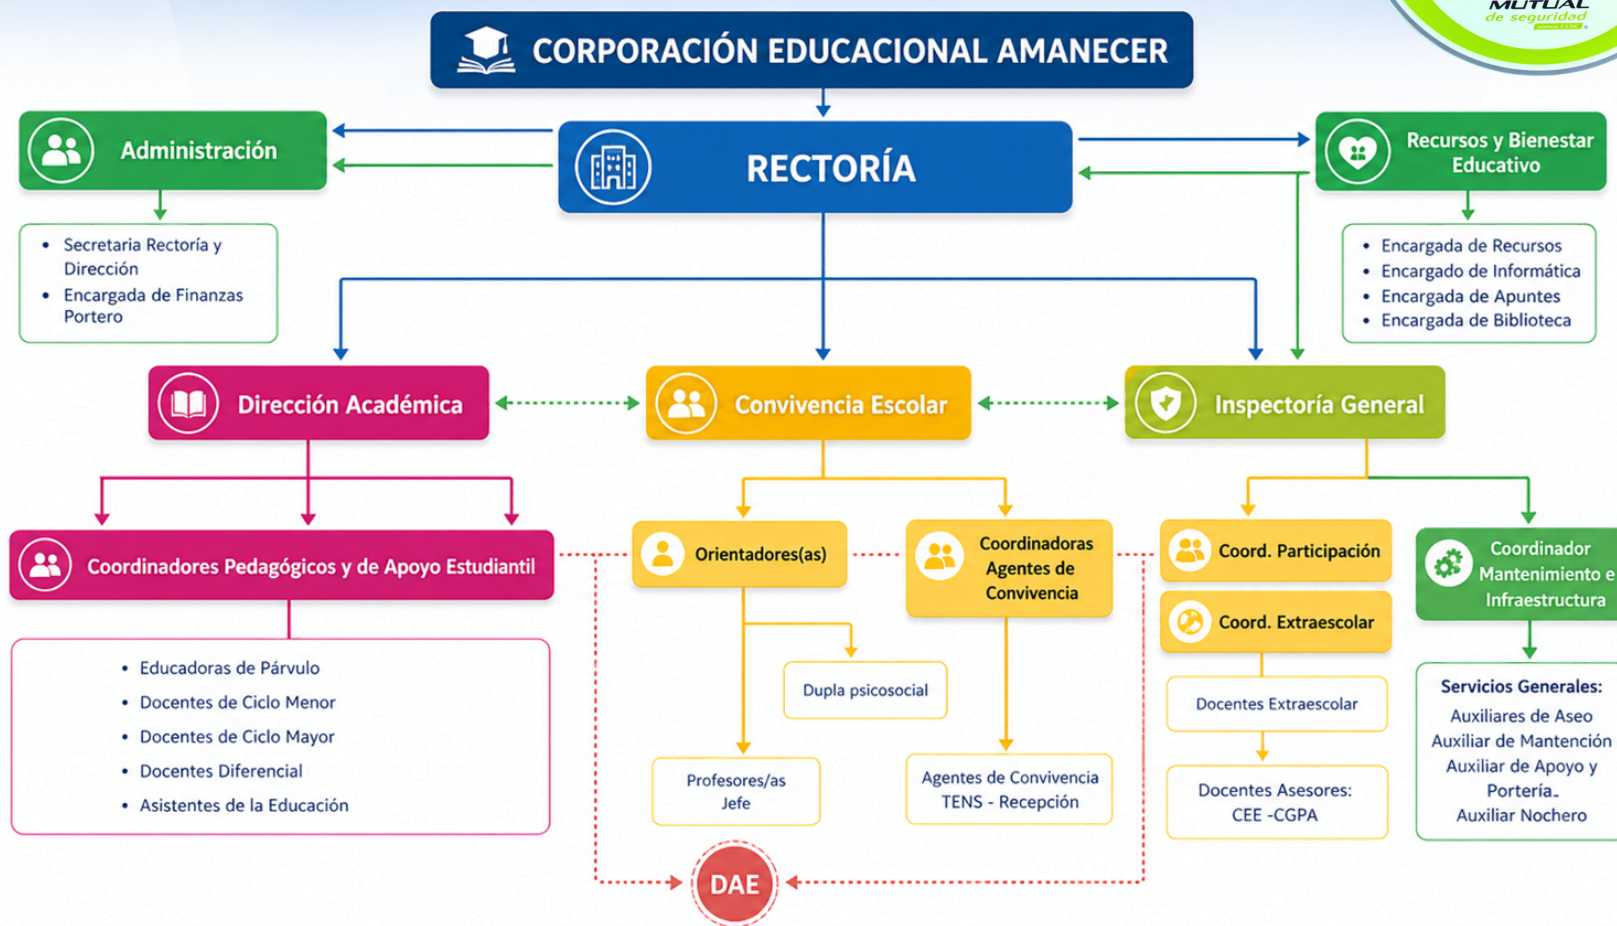 MUTUAL
de seguridad
CORPORACIÓN EDUCACIONAL AMANECER
Administración
RECTORÍA
Recursos y Bienestar
Educativo
• Secretaria Rectoría y
Dirección
• Encargada de Finanzas
Portero
• Encargada de Recursos
• Encargado de Informática
• Encargada de Apuntes
• Encargada de Biblioteca
Dirección Académica
Convivencia Escolar
Inspectoría General
Coordinadores Pedagógicos y de Apoyo Estudiantil
Orientadores(as)
Coordinadoras
Agentes de
Convivencia
Coord. Participación
Coord. Extraescolar
Coordinador
Mantenimiento e
Infraestructura
• Educadoras de Párvulo
• Docentes de Ciclo Menor
• Docentes de Ciclo Mayor
• Docentes Diferencial
• Asistentes de la Educación
Dupla psicosocial
Profesores/as
Jefe
Agentes de Convivencia
TENS - Recepción
Docentes Extraescolar
Docentes Asesores:
CEE -CGPA
Servicios Generales:
Auxiliares de Aseo
Auxiliar de Mantención
Auxiliar de Apoyo y
Portería.
Auxiliar Nochero
DAE